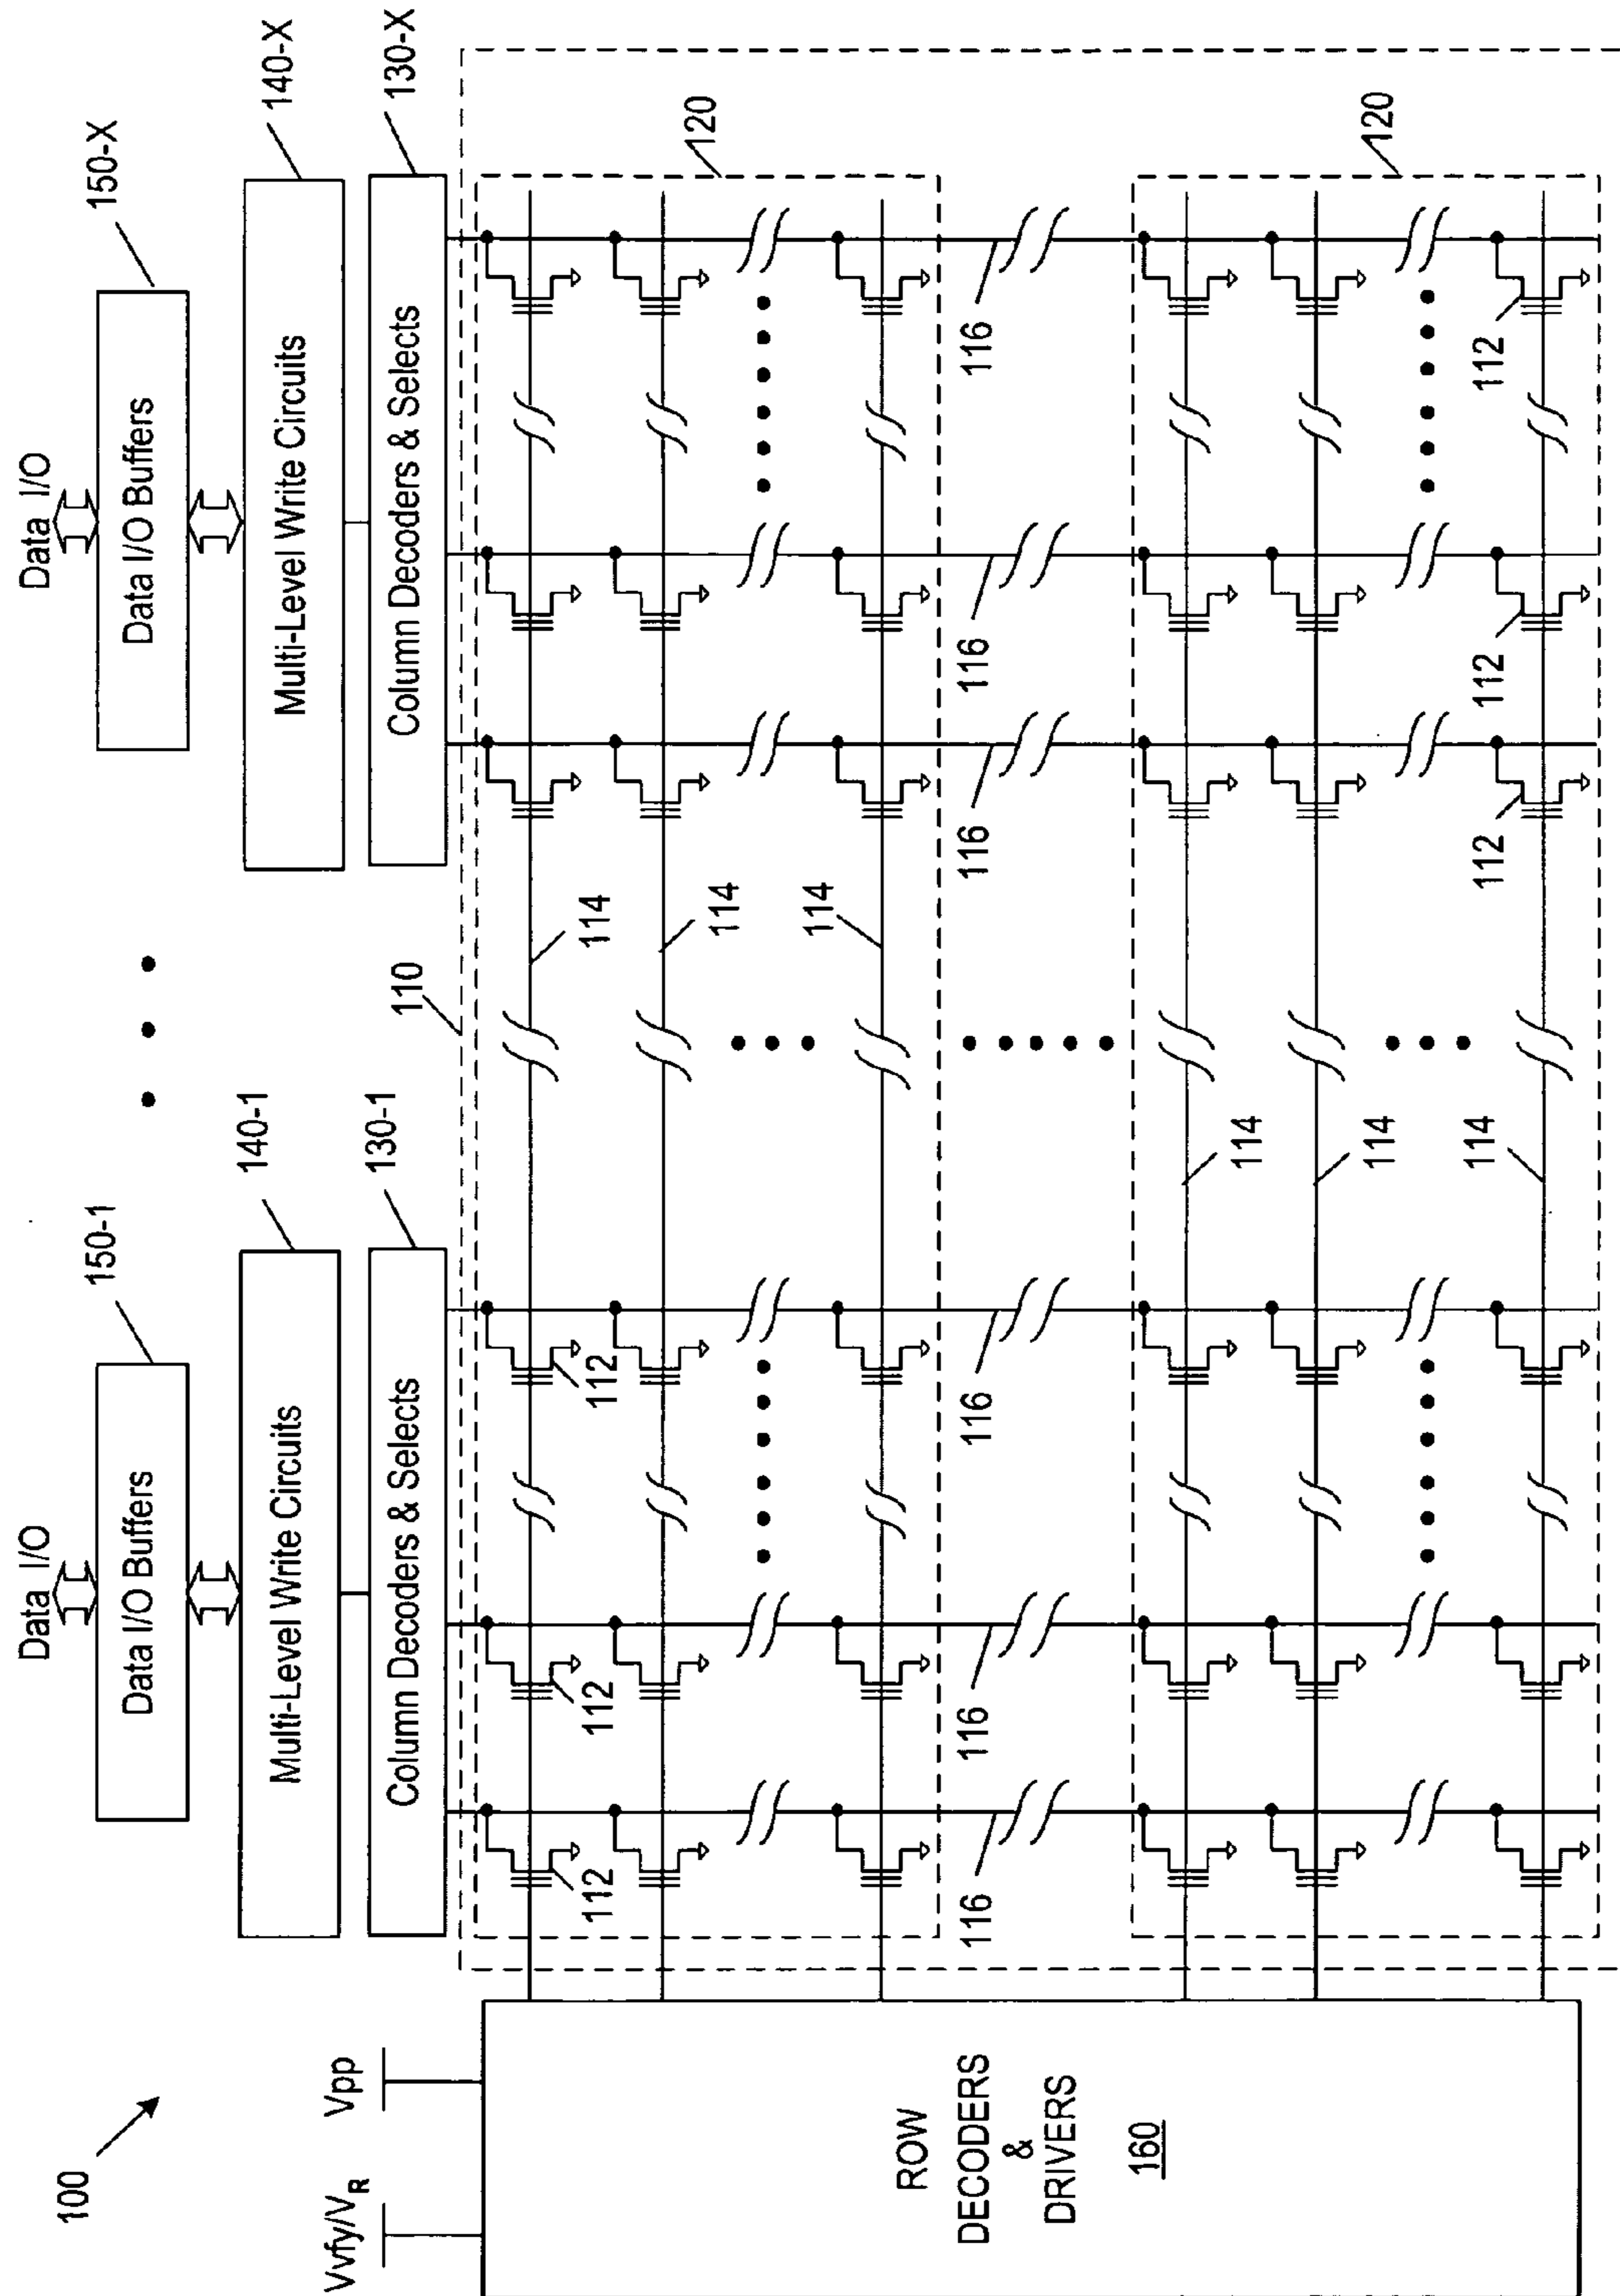 100
Vvfy/VR
Vpp
ROW
DECODERS
&
DRIVERS
160
Data I/O
Data I/O Buffers
150-1
Multi-Level Write Circuits
140-1
Column Decoders & Selects
130-1
Data I/O
Data I/O Buffers
150-X
Multi-Level Write Circuits
140-X
Column Decoders & Selects
130-X
110
112
112
112
114
114
114
120
116
116
116
116
116
116
114
114
114
120
112
112
112